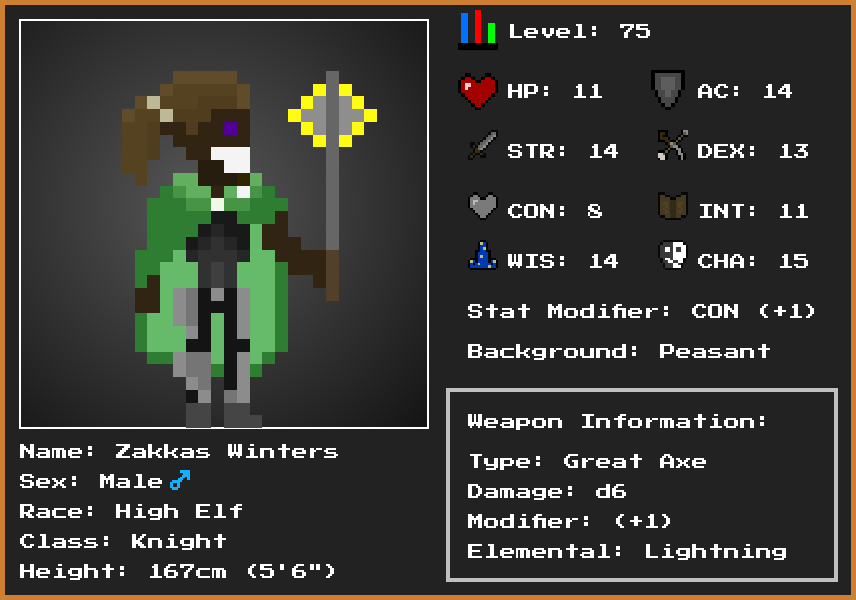 Level: 75
HP: 11
AC: 14
STR: 14
DEX: 13
CON: 8
INT: 11
WIS: 14
CHA: 15
Stat Modifier: CON (+1)
Background: Peasant
Weapon Information:
Type: Great Axe
Damage: d6
Modifier: (+1)
Elemental: Lightning
Name: Zakkas Winters
Sex: Male♂
Race: High Elf
Class: Knight
Height: 167cm (5'6")